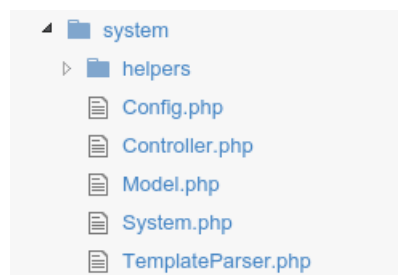 system
helpers
Config.php
Controller.php
Model.php
System.php
TemplateParser.php